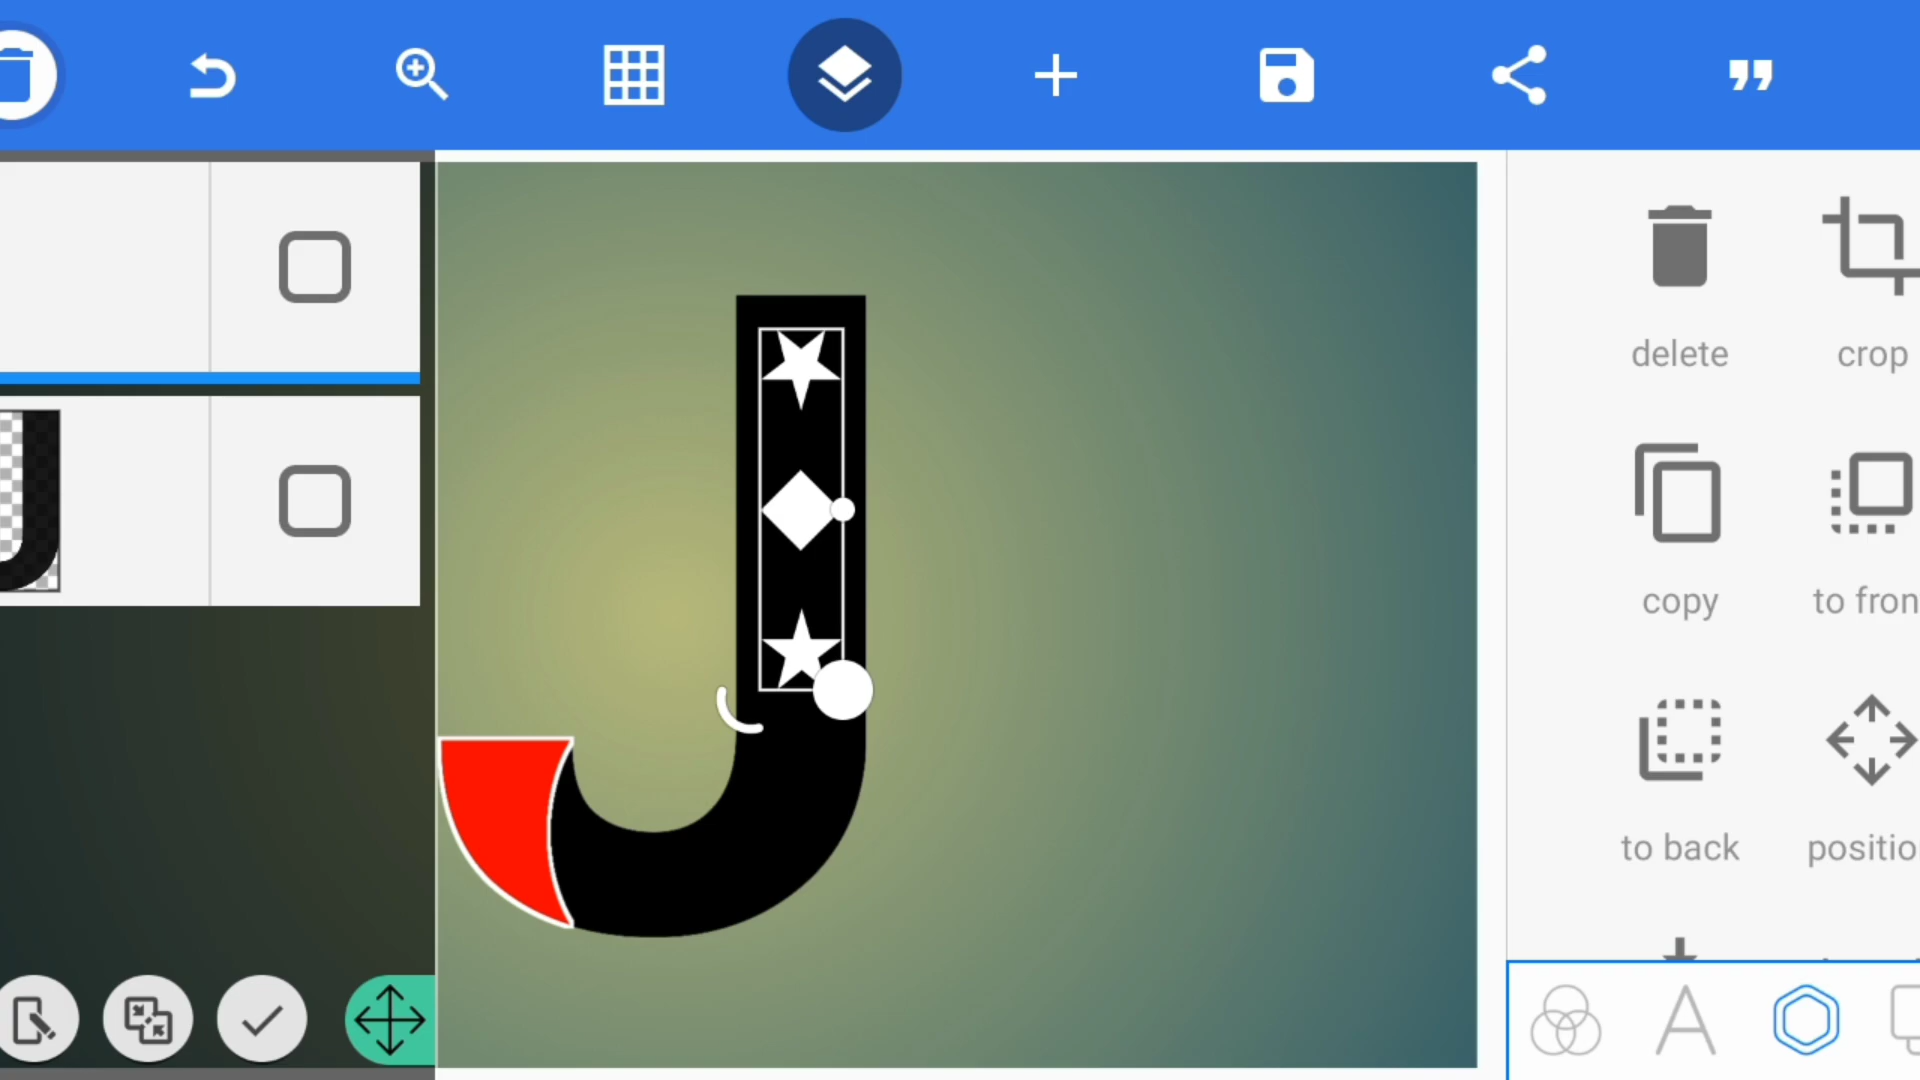 J
delete
crop
copy
to fron
to back
positio